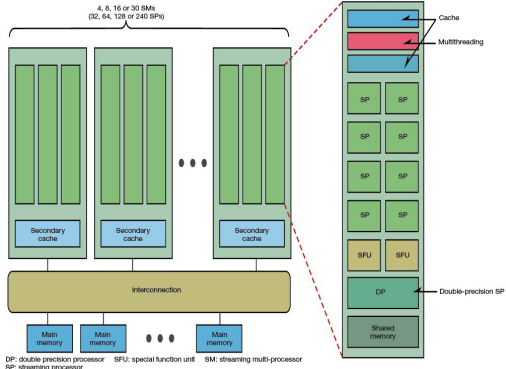 4, 8, 16 or 30 SMs
(32, 64, 128 or 240 SPs)
Cache
Multithreading
SP SP
SP SP
SP SP
SP SP
SFU SFU
DP
Double-precision SP
Shared
memory
Secondary
cache
Secondary
cache
Secondary
cache
Interconnection
Main
memory
Main
memory
Main
memory
DP: double precision processor SFU: special function unit SM: streaming multi-processor
SP: streaming processor